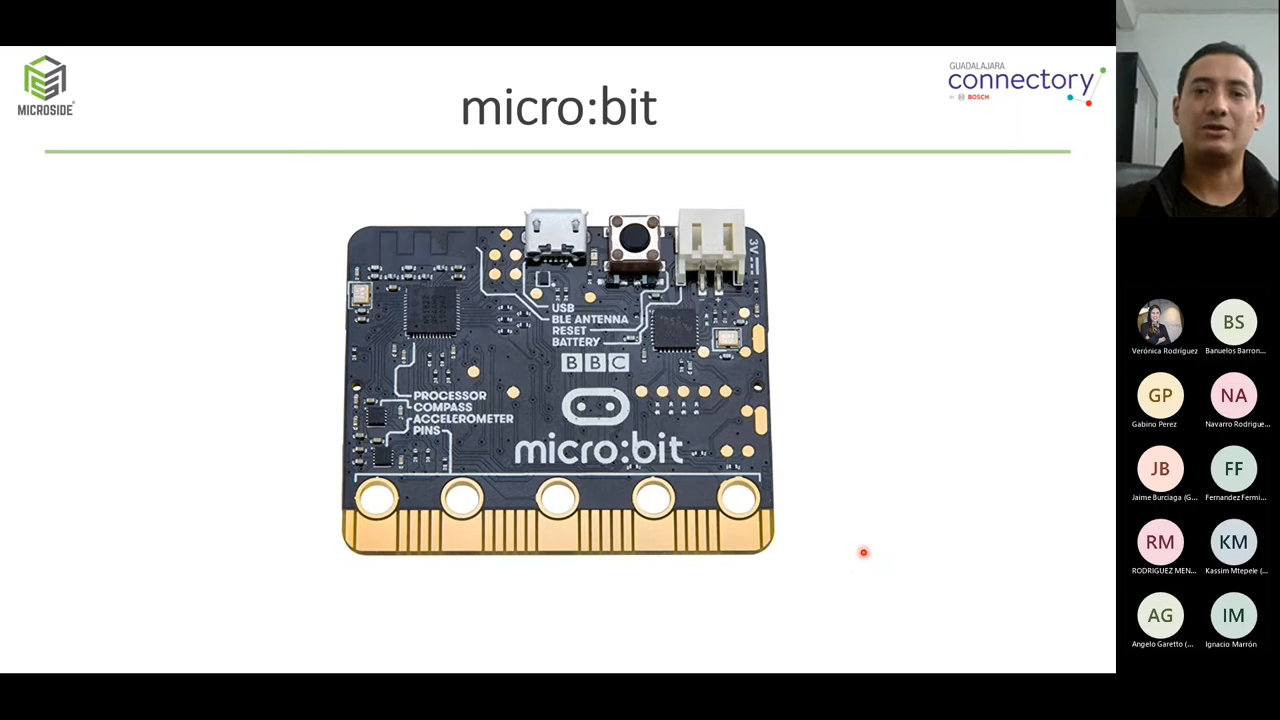 MICROSIDE®
micro:bit
GUADALAJARA
connectory
BY BOSCH
3V
USB
BLE ANTENNA
RESET
BATTERY
BBC
PROCESSOR
COMPASS
ACCELEROMETER
PINS
micro:bit
Verónica Rodríguez
BS
Banuelos Barron...
GP
Gabino Perez
NA
Navarro Rodrigue...
JB
Jaime Burciaga (G...
FF
Fernandez Fermi...
RM
RODRIGUEZ MEN...
KM
Kassim Mtepele (...
AG
Angelo Garetto (...
IM
Ignacio Marrón